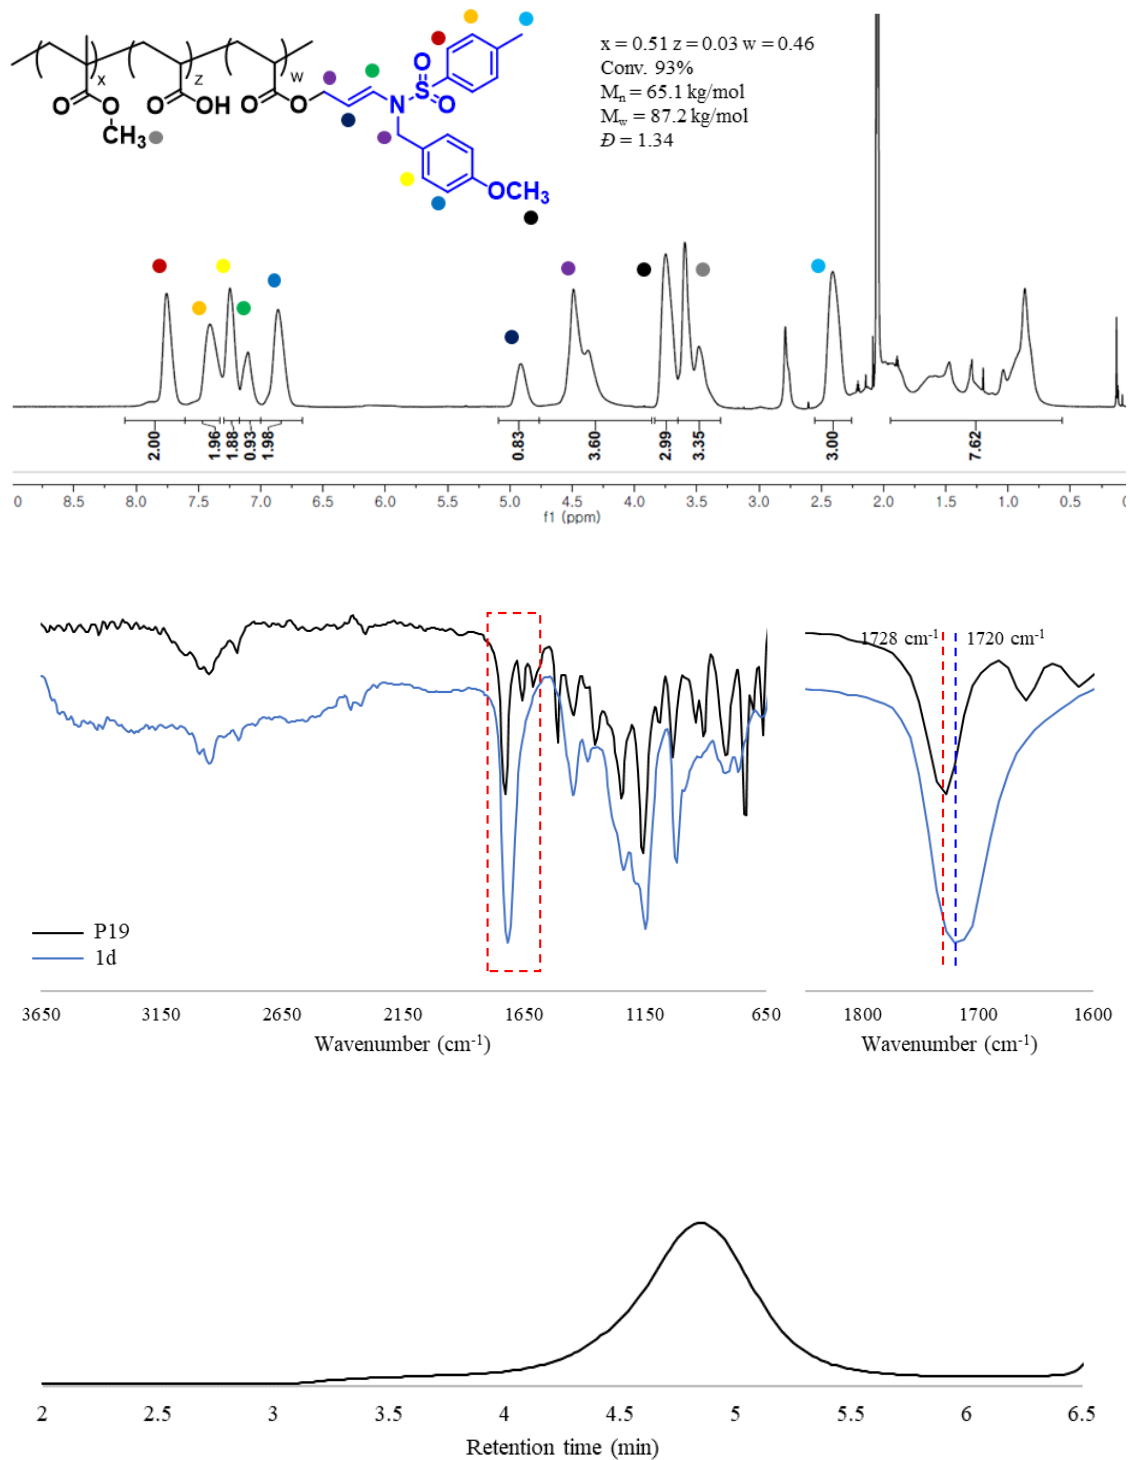 x = 0.51 z = 0.03 w = 0.46
Conv. 93%
Mn = 65.1 kg/mol
Mw = 87.2 kg/mol
Đ = 1.34
x z w
O O OH O O
CH3
N S O O
OCH3
2.00 1.96 1.88 0.93 1.98 0.83 3.60 2.99 3.35 3.00 7.62
0 8.5 8.0 7.5 7.0 6.5 6.0 5.5 5.0 4.5 4.0 3.5 3.0 2.5 2.0 1.5 1.0 0.5 0
f1 (ppm)
1728 cm-1 1720 cm-1
P19
1d
3650 3150 2650 2150 1650 1150 650
Wavenumber (cm-1)
1800 1700 1600
Wavenumber (cm-1)
2 2.5 3 3.5 4 4.5 5 5.5 6 6.5
Retention time (min)